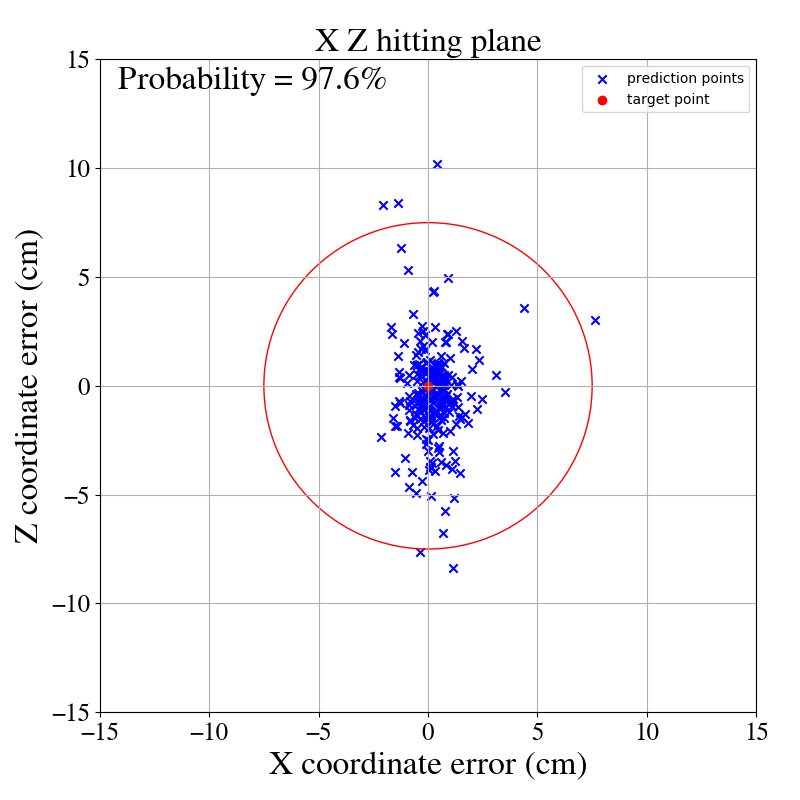 X Z hitting plane
Probability = 97.6%
prediction points
target point
Z coordinate error (cm)
15
10
5
0
−5
−10
−15
−15 −10 −5 0 5 10 15
X coordinate error (cm)